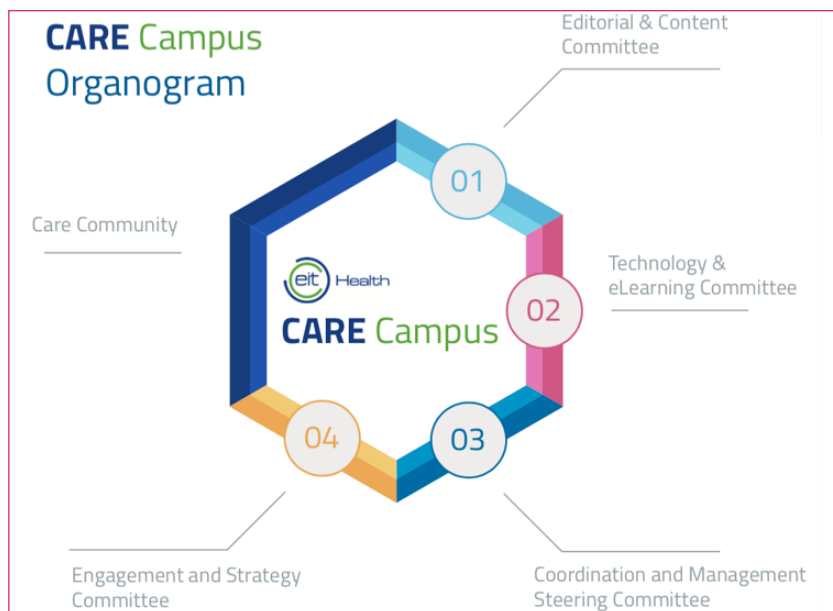 CARE Campus
Organogram
Editorial & Content
Committee
01
Care Community
Technology &
eLearning Committee
02
eit Health
CARE Campus
04
03
Engagement and Strategy
Committee
Coordination and Management
Steering Committee